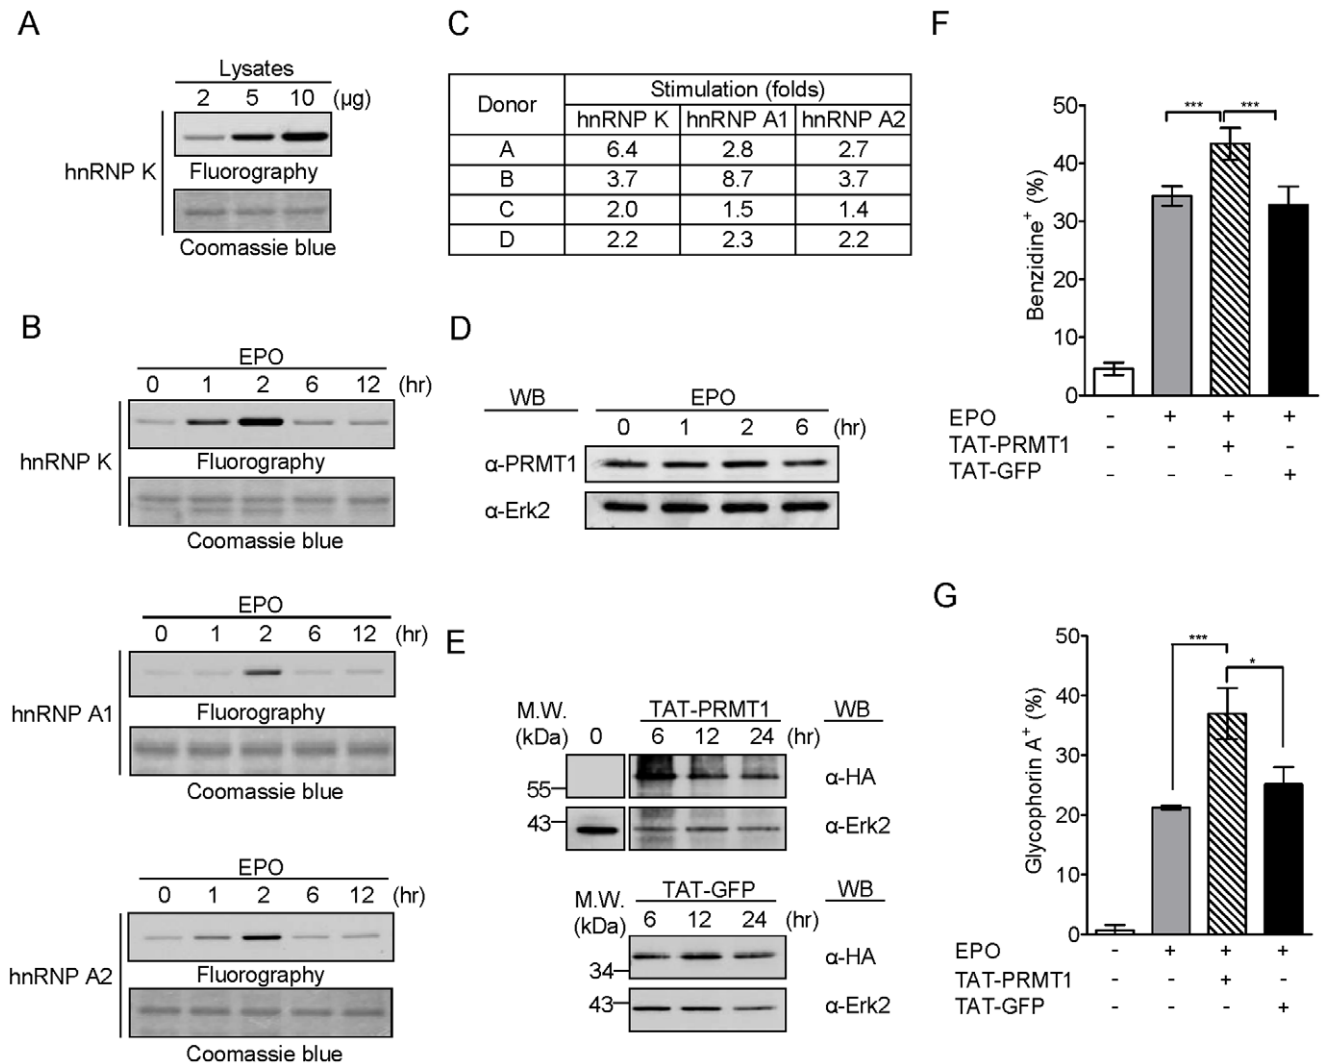 A
Lysates
2 5 10 (µg)
hnRNP K
Fluorography
Coomassie blue
B
EPO
0 1 2 6 12 (hr)
hnRNP K
Fluorography
Coomassie blue
EPO
0 1 2 6 12 (hr)
hnRNP A1
Fluorography
Coomassie blue
EPO
0 1 2 6 12 (hr)
hnRNP A2
Fluorography
Coomassie blue
C
Donor Stimulation (folds)
hnRNP K hnRNP A1 hnRNP A2
A 6.4 2.8 2.7
B 3.7 8.7 3.7
C 2.0 1.5 1.4
D 2.2 2.3 2.2
D
WB EPO
0 1 2 6 (hr)
α-PRMT1
α-Erk2
E
M.W. TAT-PRMT1 WB
(kDa) 0 6 12 24 (hr)
55 α-HA
43 α-Erk2
M.W. TAT-GFP WB
(kDa) 6 12 24 (hr)
34 α-HA
43 α-Erk2
F
Benzidine+ (%)
50
40
30
20
10
0
*** ***
EPO - + + +
TAT-PRMT1 - - + -
TAT-GFP - - - +
G
Glycophorin A+ (%)
50
40
30
20
10
0
***
*
EPO - + + +
TAT-PRMT1 - - + -
TAT-GFP - - - +